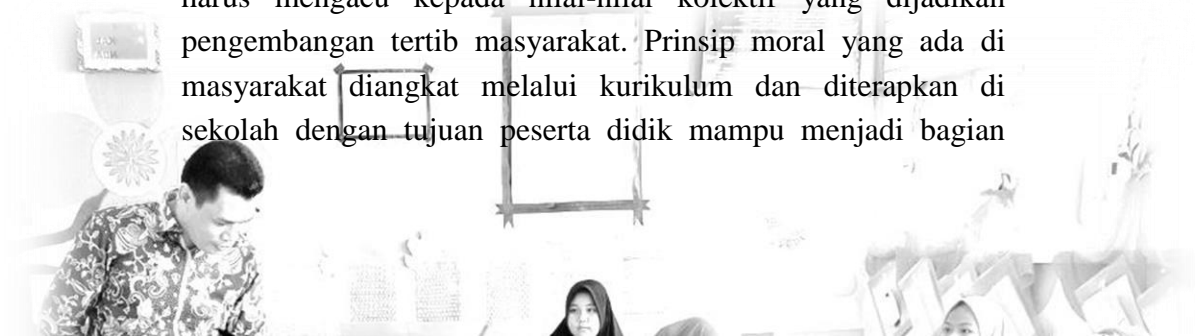 harus mengacu kepada nilai-nilai kolektif yang dijadikan
pengembangan tertib masyarakat. Prinsip moral yang ada di
masyarakat diangkat melalui kurikulum dan diterapkan di
sekolah dengan tujuan peserta didik mampu menjadi bagian